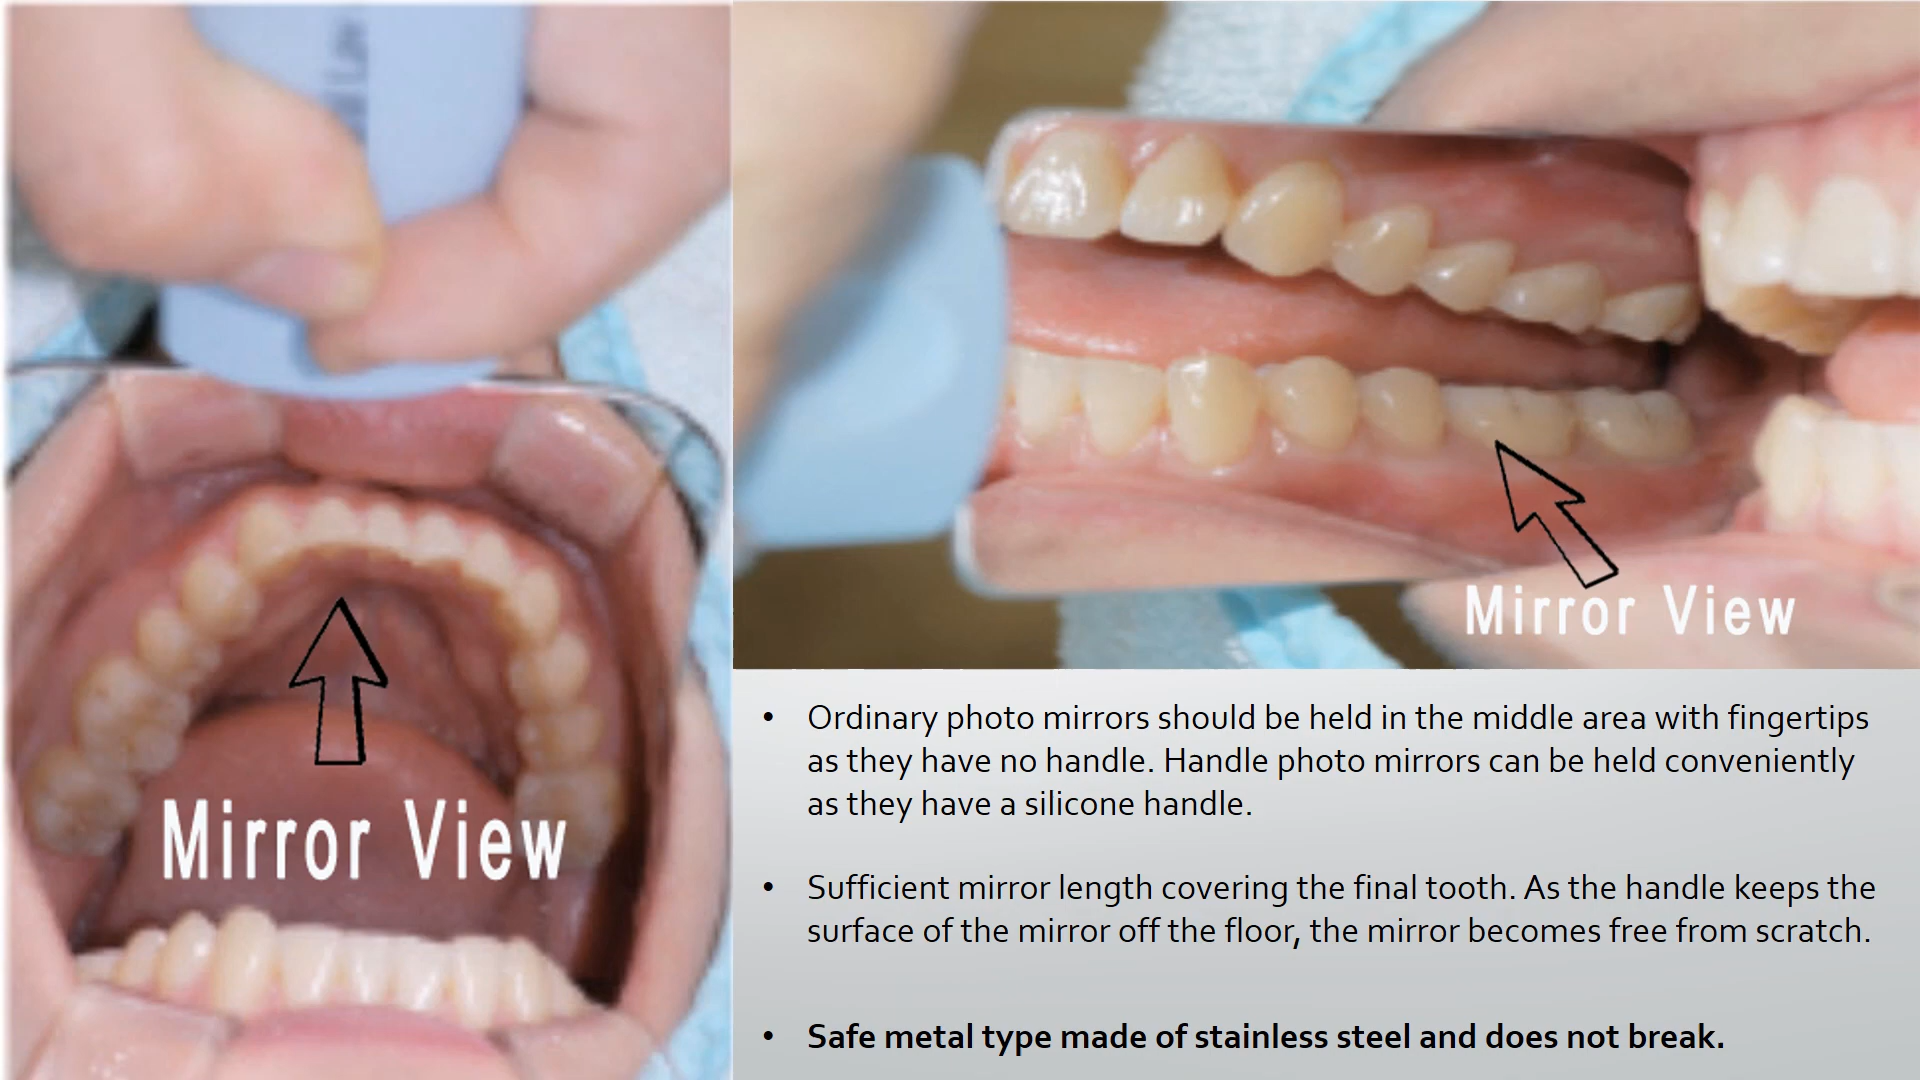 Mirror View
Mirror View
• Ordinary photo mirrors should be held in the middle area with fingertips
as they have no handle. Handle photo mirrors can be held conveniently
as they have a silicone handle.
• Sufficient mirror length covering the final tooth. As the handle keeps the
surface of the mirror off the floor, the mirror becomes free from scratch.
• Safe metal type made of stainless steel and does not break.